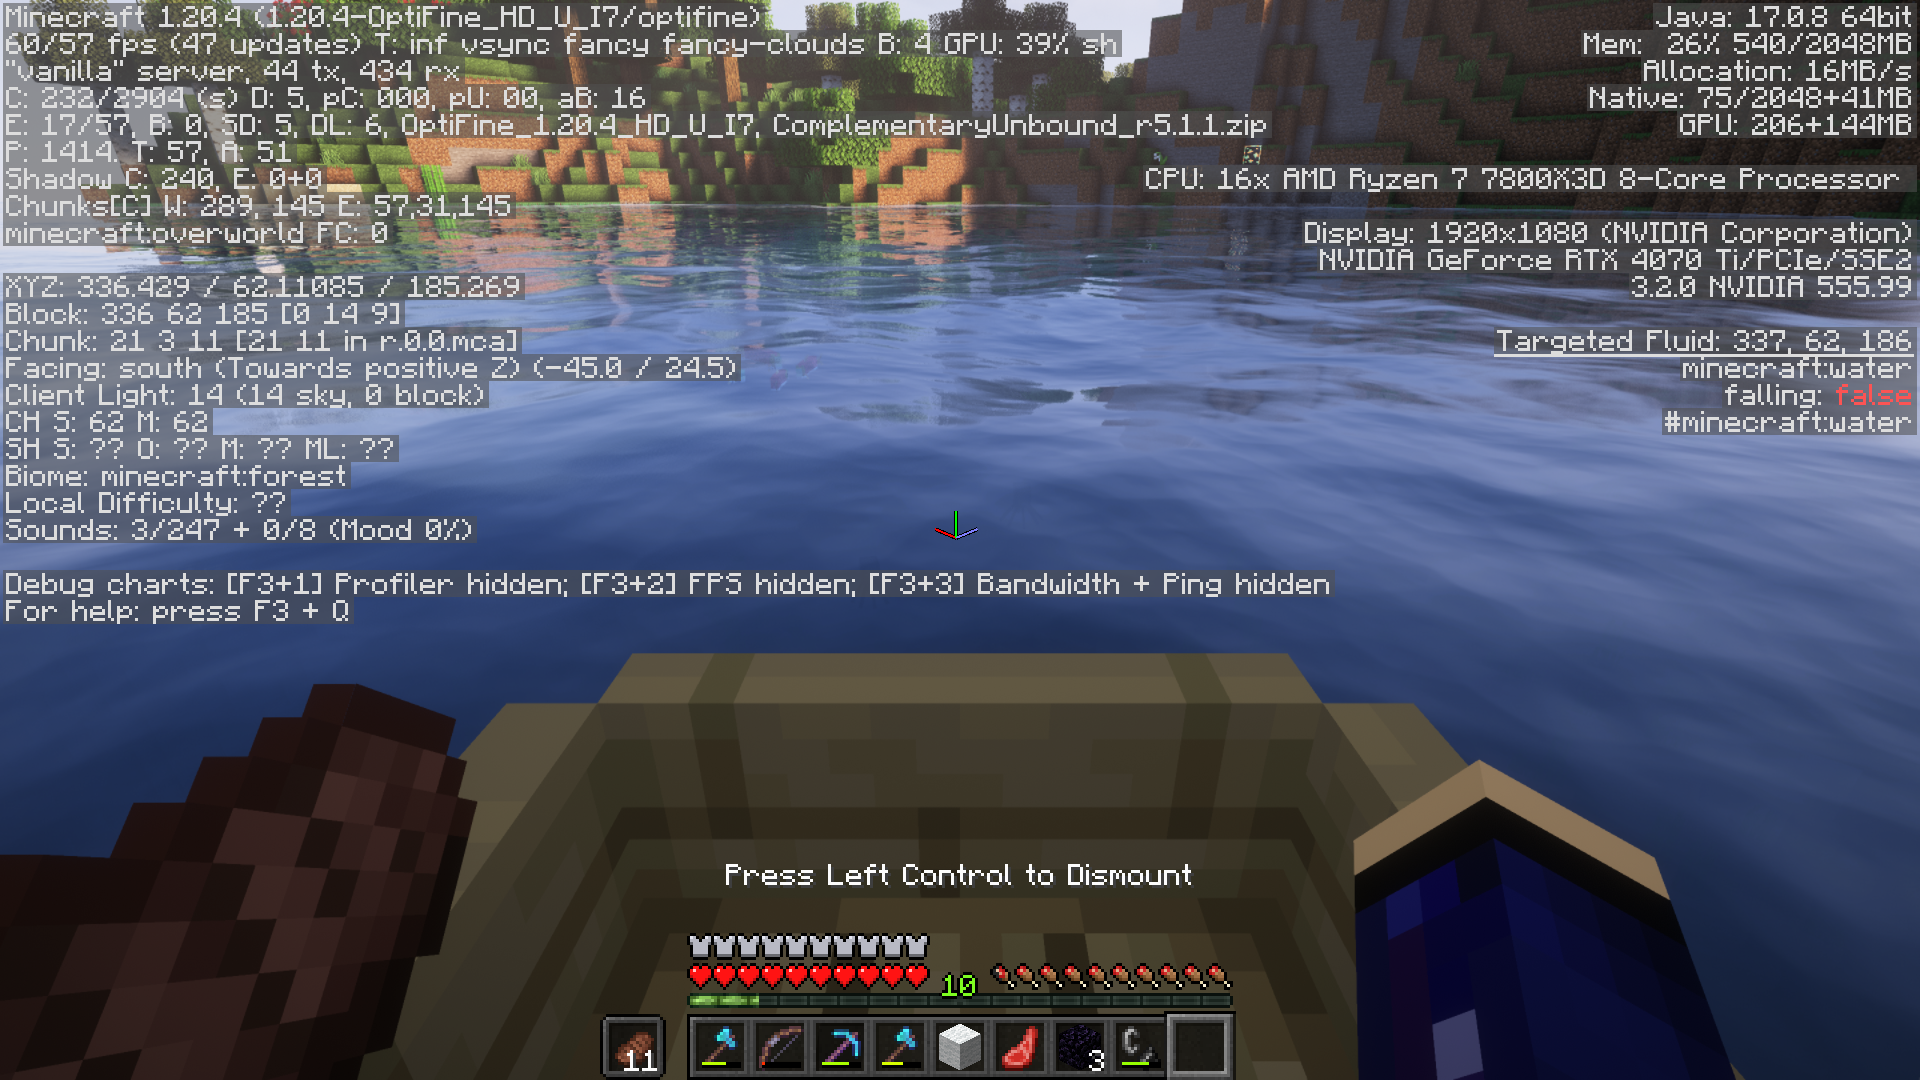 Minecraft 1.20.4 (1.20.4-OptiFine_HD_U_I7/optifine)
60/57 fps (47 updates) T: inf vsync fancy fancy-clouds B: 4 GPU: 39% sh
"vanilla" server, 44 tx, 434 rx
C: 232/2904 (s) D: 5, pC: 000, pU: 00, aB: 16
E: 17/57, B: 0, SD: 5, DL: 6, OptiFine_1.20.4_HD_U_I7, ComplementaryUnbound_r5.1.1.zip
P: 1414. T: 57, A: 51
Shadow C: 240, E: 0+0
Chunks[C] W: 289, 145 E: 57,31,145
minecraft:overworld FC: 0
XYZ: 336.429 / 62.11085 / 185.269
Block: 336 62 185 [0 14 9]
Chunk: 21 3 11 [21 11 in r.0.0.mca]
Facing: south (Towards positive Z) (-45.0 / 24.5)
Client Light: 14 (14 sky, 0 block)
CH S: 62 M: 62
SH S: ?? O: ?? M: ?? ML: ??
Biome: minecraft:forest
Local Difficulty: ??
Sounds: 3/247 + 0/8 (Mood 0%)
Debug charts: [F3+1] Profiler hidden; [F3+2] FPS hidden; [F3+3] Bandwidth + Ping hidden
For help: press F3 + Q
Java: 17.0.8 64bit
Mem: 26% 540/2048MB
Allocation: 16MB/s
Native: 75/2048+41MB
GPU: 206+144MB
CPU: 16x AMD Ryzen 7 7800X3D 8-Core Processor
Display: 1920x1080 (NVIDIA Corporation)
NVIDIA GeForce RTX 4070 Ti/PCIe/SSE2
3.2.0 NVIDIA 555.99
Targeted Fluid: 337, 62, 186
minecraft:water
falling: false
#minecraft:water
Press Left Control to Dismount
10
11
3